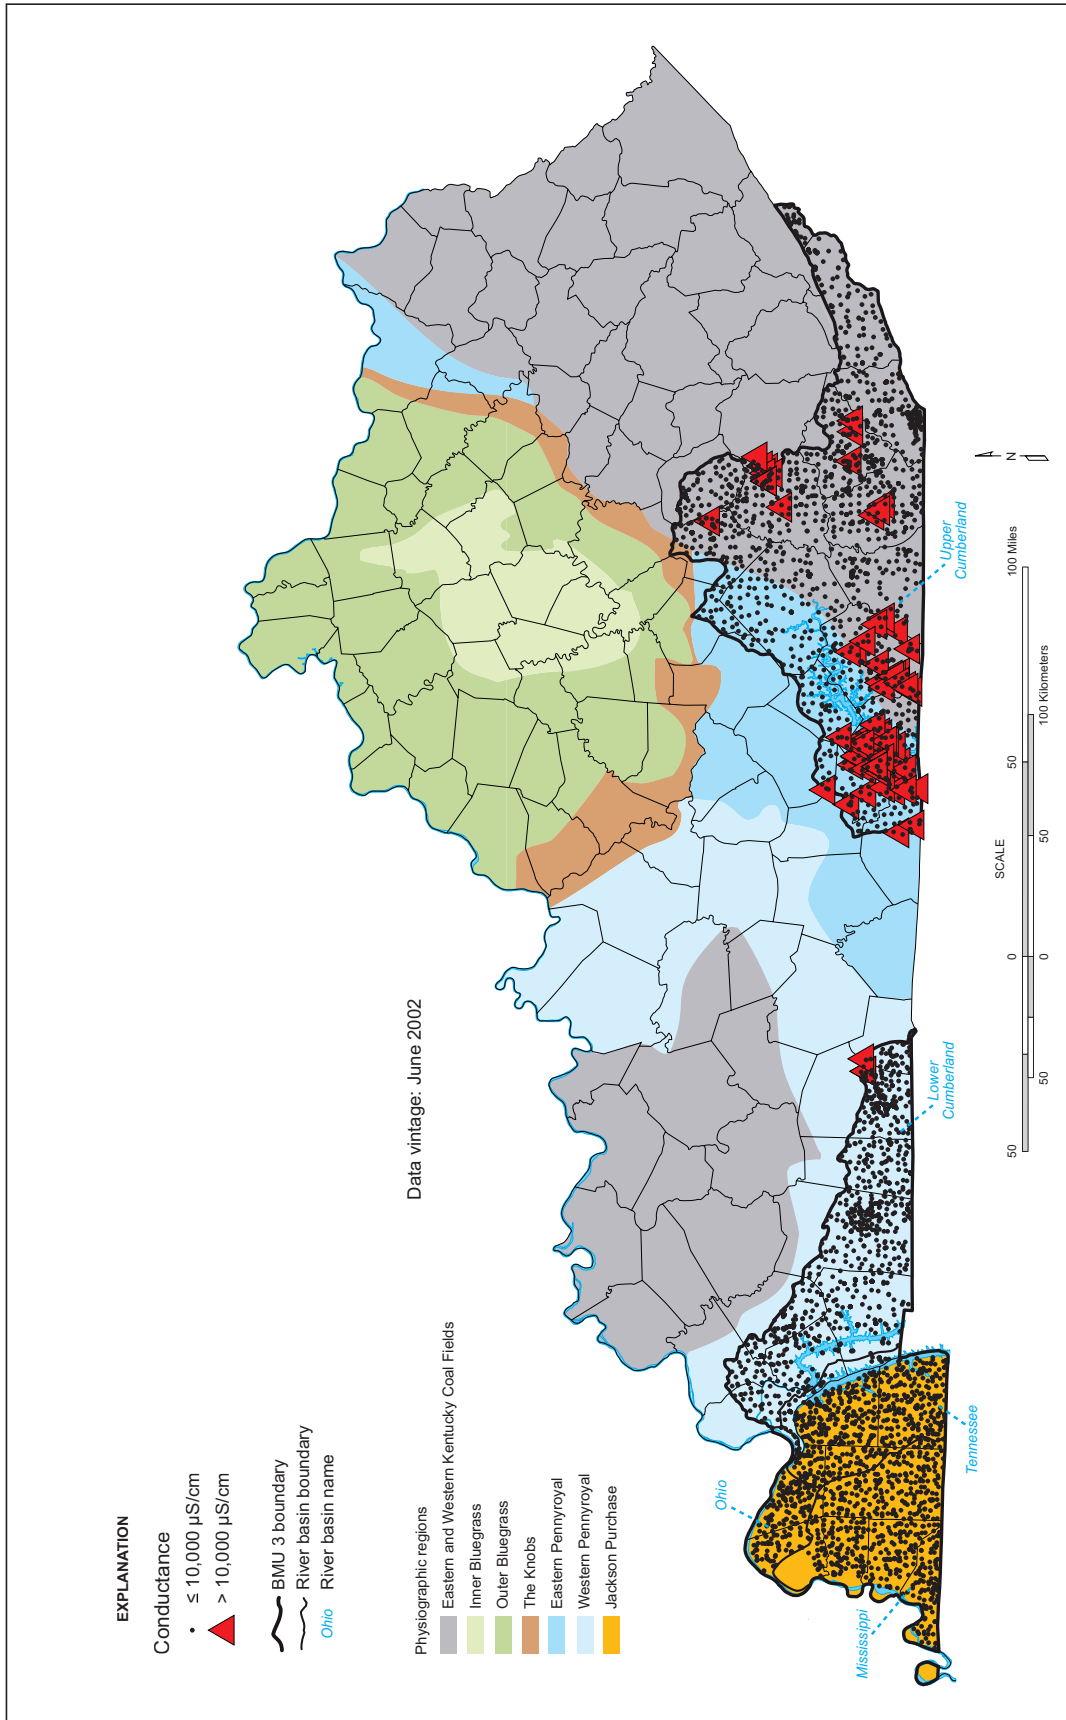 EXPLANATION
Conductance
≤ 10,000 µS/cm
> 10,000 µS/cm
BMU 3 boundary
River basin boundary
Ohio River basin name
Physiographic regions
Eastern and Western Kentucky Coal Fields
Inner Bluegrass
Outer Bluegrass
The Knobs
Eastern Pennyroyal
Western Pennyroyal
Jackson Purchase
Data vintage: June 2002
Ohio
Mississippi
Tennessee
Lower
Cumberland
Upper
Cumberland
SCALE
50 0 50 100 Miles
50 0 50 100 Kilometers
N